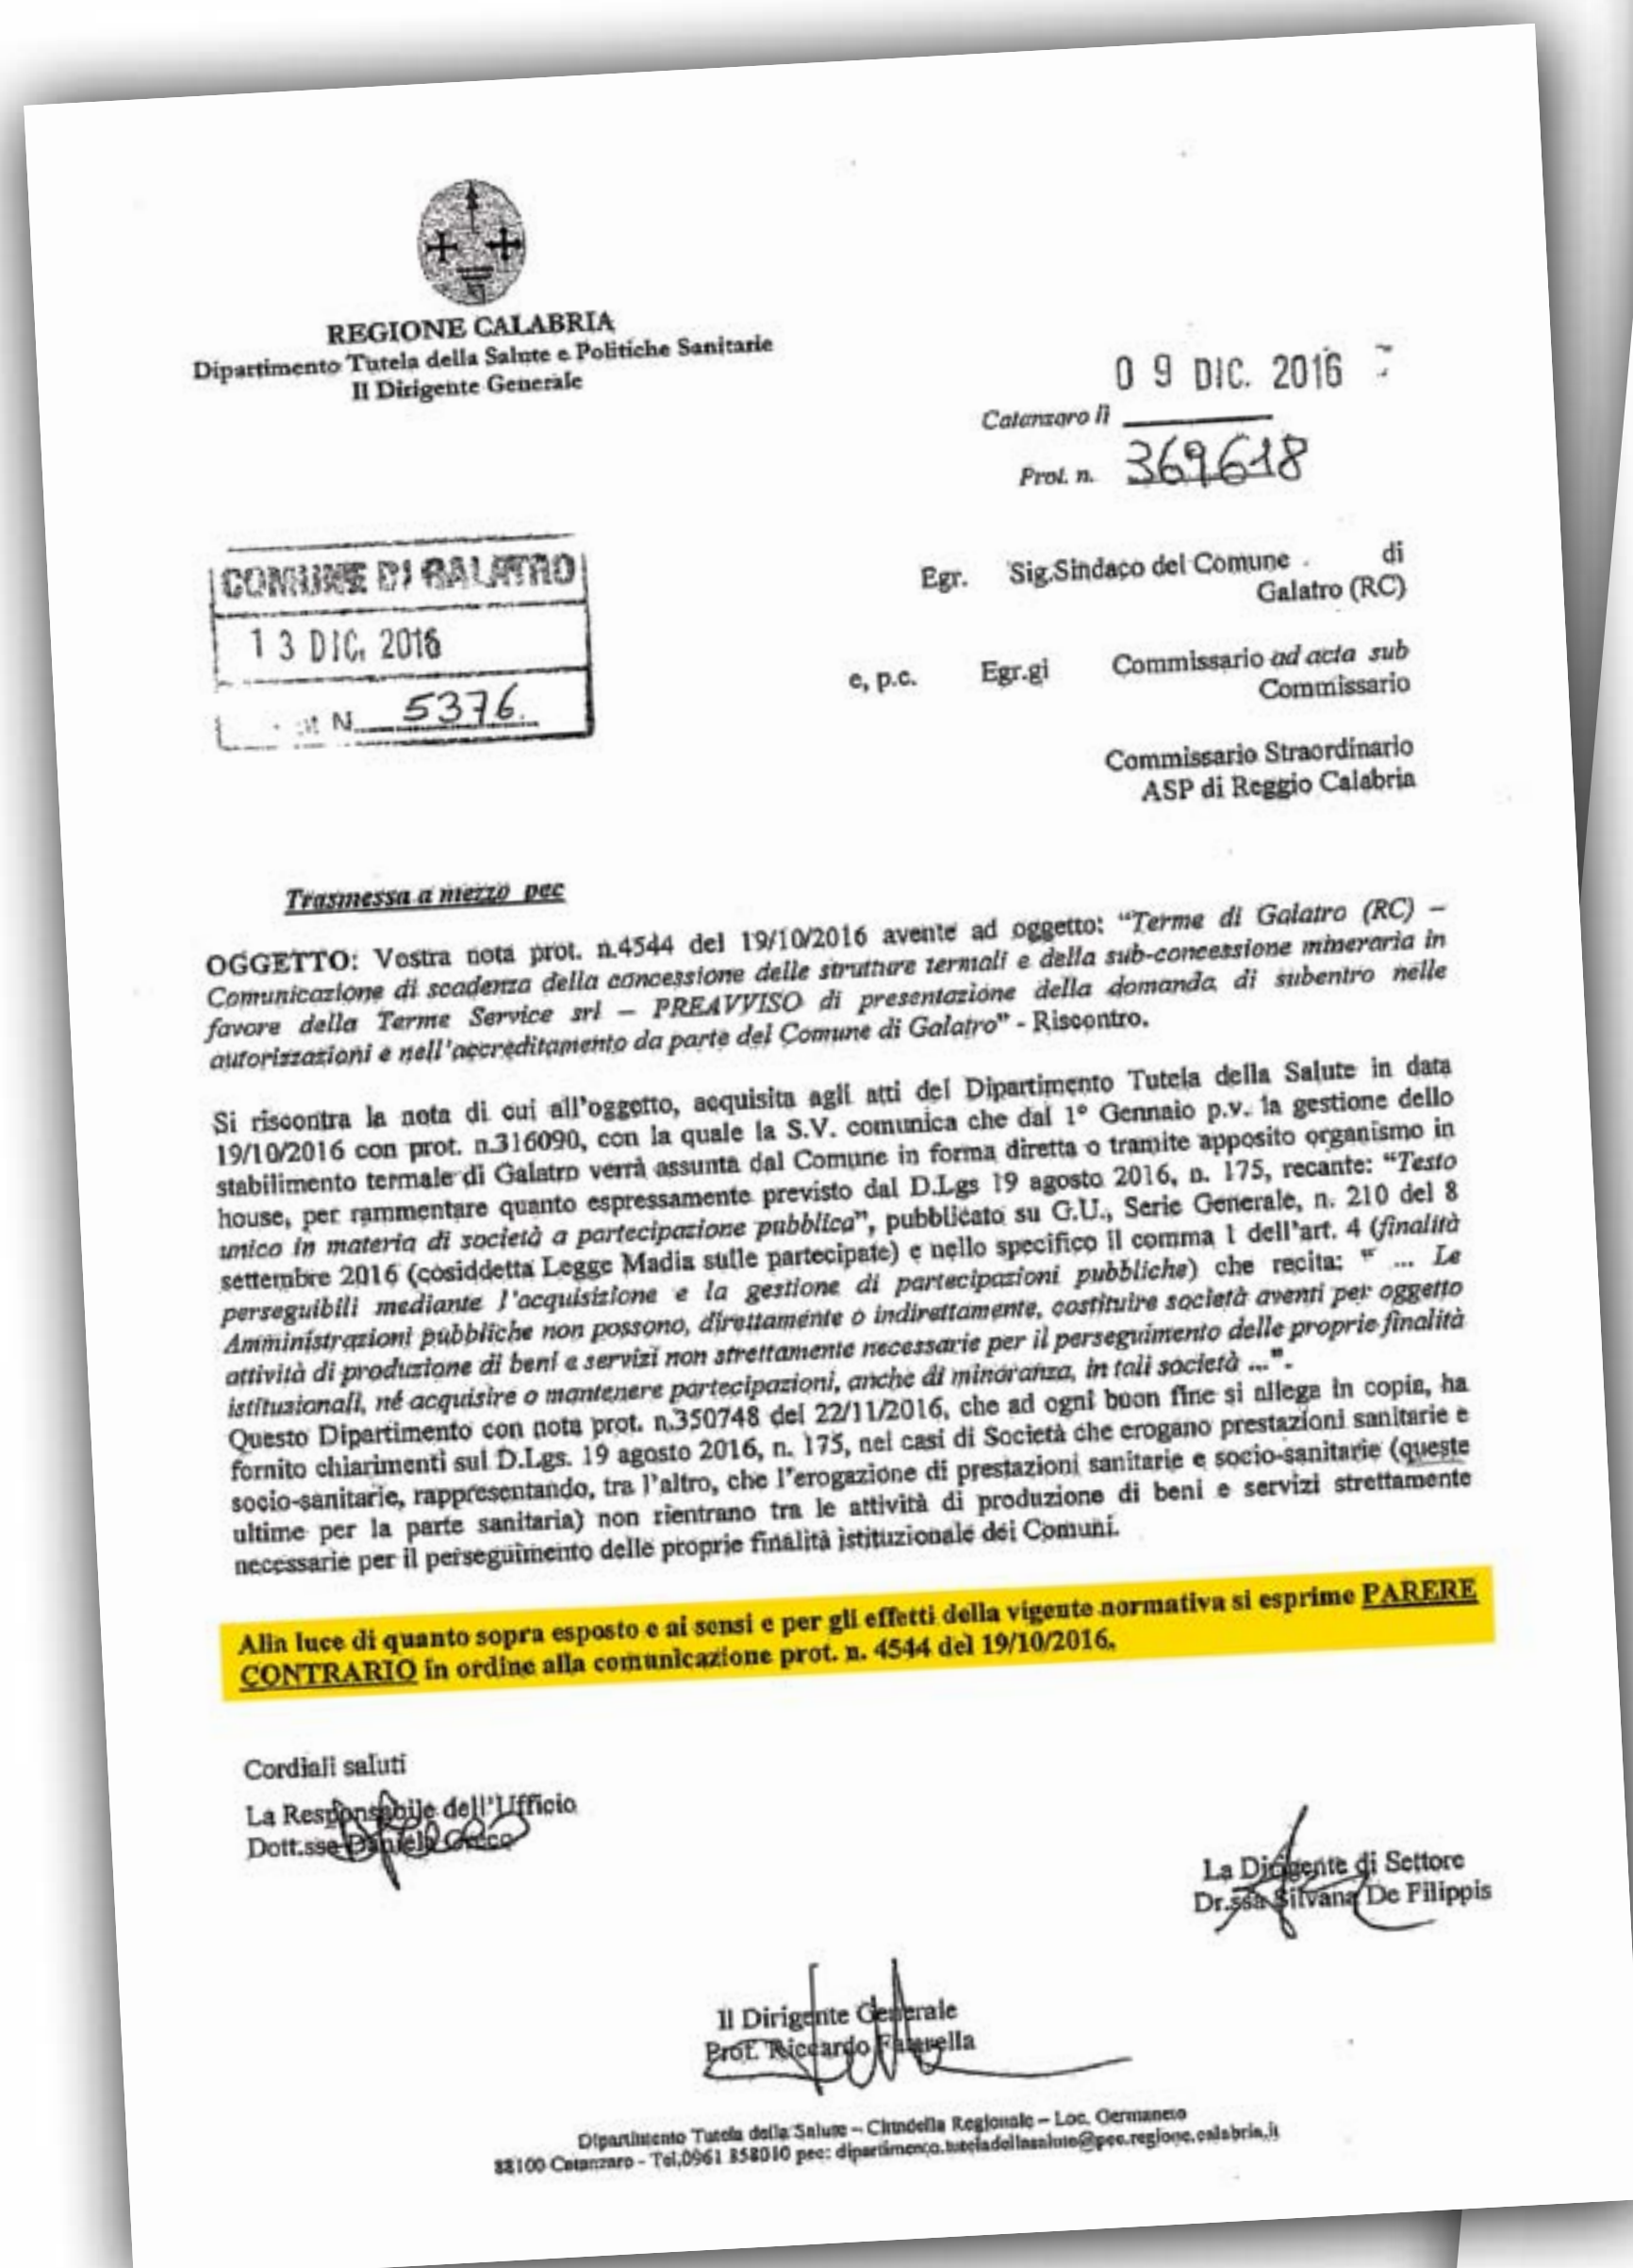 REGIONE CALABRIA
Dipartimento Tutela della Salute e Politiche Sanitarie
Il Dirigente Generale
0 9 DIC. 2016
Catanzaro lì
Prot. n. 369618
COMUNE DI GALATRO
1 3 DIC. 2016
N. 5376.
Egr. Sig.Sindaco del Comune di
Galatro (RC)
e, p.c. Egr.gi Commissario ad acta sub
Commissario
Commissario Straordinario
ASP di Reggio Calabria
Trasmessa a mezzo pec
OGGETTO: Vostra nota prot. n.4544 del 19/10/2016 avente ad oggetto: “Terme di Galatro (RC) –
Comunicazione di scadenza della concessione delle strutture termali e della sub-concessione mineraria in
favore della Terme Service srl – PREAVVISO di presentazione della domanda di subentro nelle
autorizzazioni e nell'accreditamento da parte del Comune di Galatro” - Riscontro.
Si riscontra la nota di cui all'oggetto, acquisita agli atti del Dipartimento Tutela della Salute in data
19/10/2016 con prot. n.316090, con la quale la S.V. comunica che dal 1° Gennaio p.v. la gestione dello
stabilimento termale di Galatro verrà assunta dal Comune in forma diretta o tramite apposito organismo in
house, per rammentare quanto espressamente previsto dal D.Lgs 19 agosto 2016, n. 175, recante: “Testo
unico in materia di società a partecipazione pubblica”, pubblicato su G.U., Serie Generale, n. 210 del 8
settembre 2016 (cosiddetta Legge Madia sulle partecipate) e nello specifico il comma 1 dell'art. 4 (finalità
perseguibili mediante l'acquisizione e la gestione di partecipazioni pubbliche) che recita: “ ... Le
Amministrazioni pubbliche non possono, direttamente o indirettamente, costituire società aventi per oggetto
attività di produzione di beni e servizi non strettamente necessarie per il perseguimento delle proprie finalità
istituzionali, né acquisire o mantenere partecipazioni, anche di minoranza, in tali società ...”.
Questo Dipartimento con nota prot. n.350748 del 22/11/2016, che ad ogni buon fine si allega in copia, ha
fornito chiarimenti sul D.Lgs. 19 agosto 2016, n. 175, nei casi di Società che erogano prestazioni sanitarie e
socio-sanitarie, rappresentando, tra l'altro, che l'erogazione di prestazioni sanitarie e socio-sanitarie (queste
ultime per la parte sanitaria) non rientrano tra le attività di produzione di beni e servizi strettamente
necessarie per il perseguimento delle proprie finalità istituzionale dei Comuni.
Alla luce di quanto sopra esposto e ai sensi e per gli effetti della vigente normativa si esprime PARERE
CONTRARIO in ordine alla comunicazione prot. n. 4544 del 19/10/2016.
Cordiali saluti
La Responsabile dell'Ufficio
Dott.ssa Daniela Greco
La Dirigente di Settore
Dr.ssa Silvana De Filippis
Il Dirigente Generale
Prof. Riccardo Fatarella
Dipartimento Tutela della Salute – Cittadella Regionale – Loc. Germaneto
88100 Catanzaro - Tel.0961 858010 pec: dipartimento.tuteladellasalute@pec.regione.calabria.it